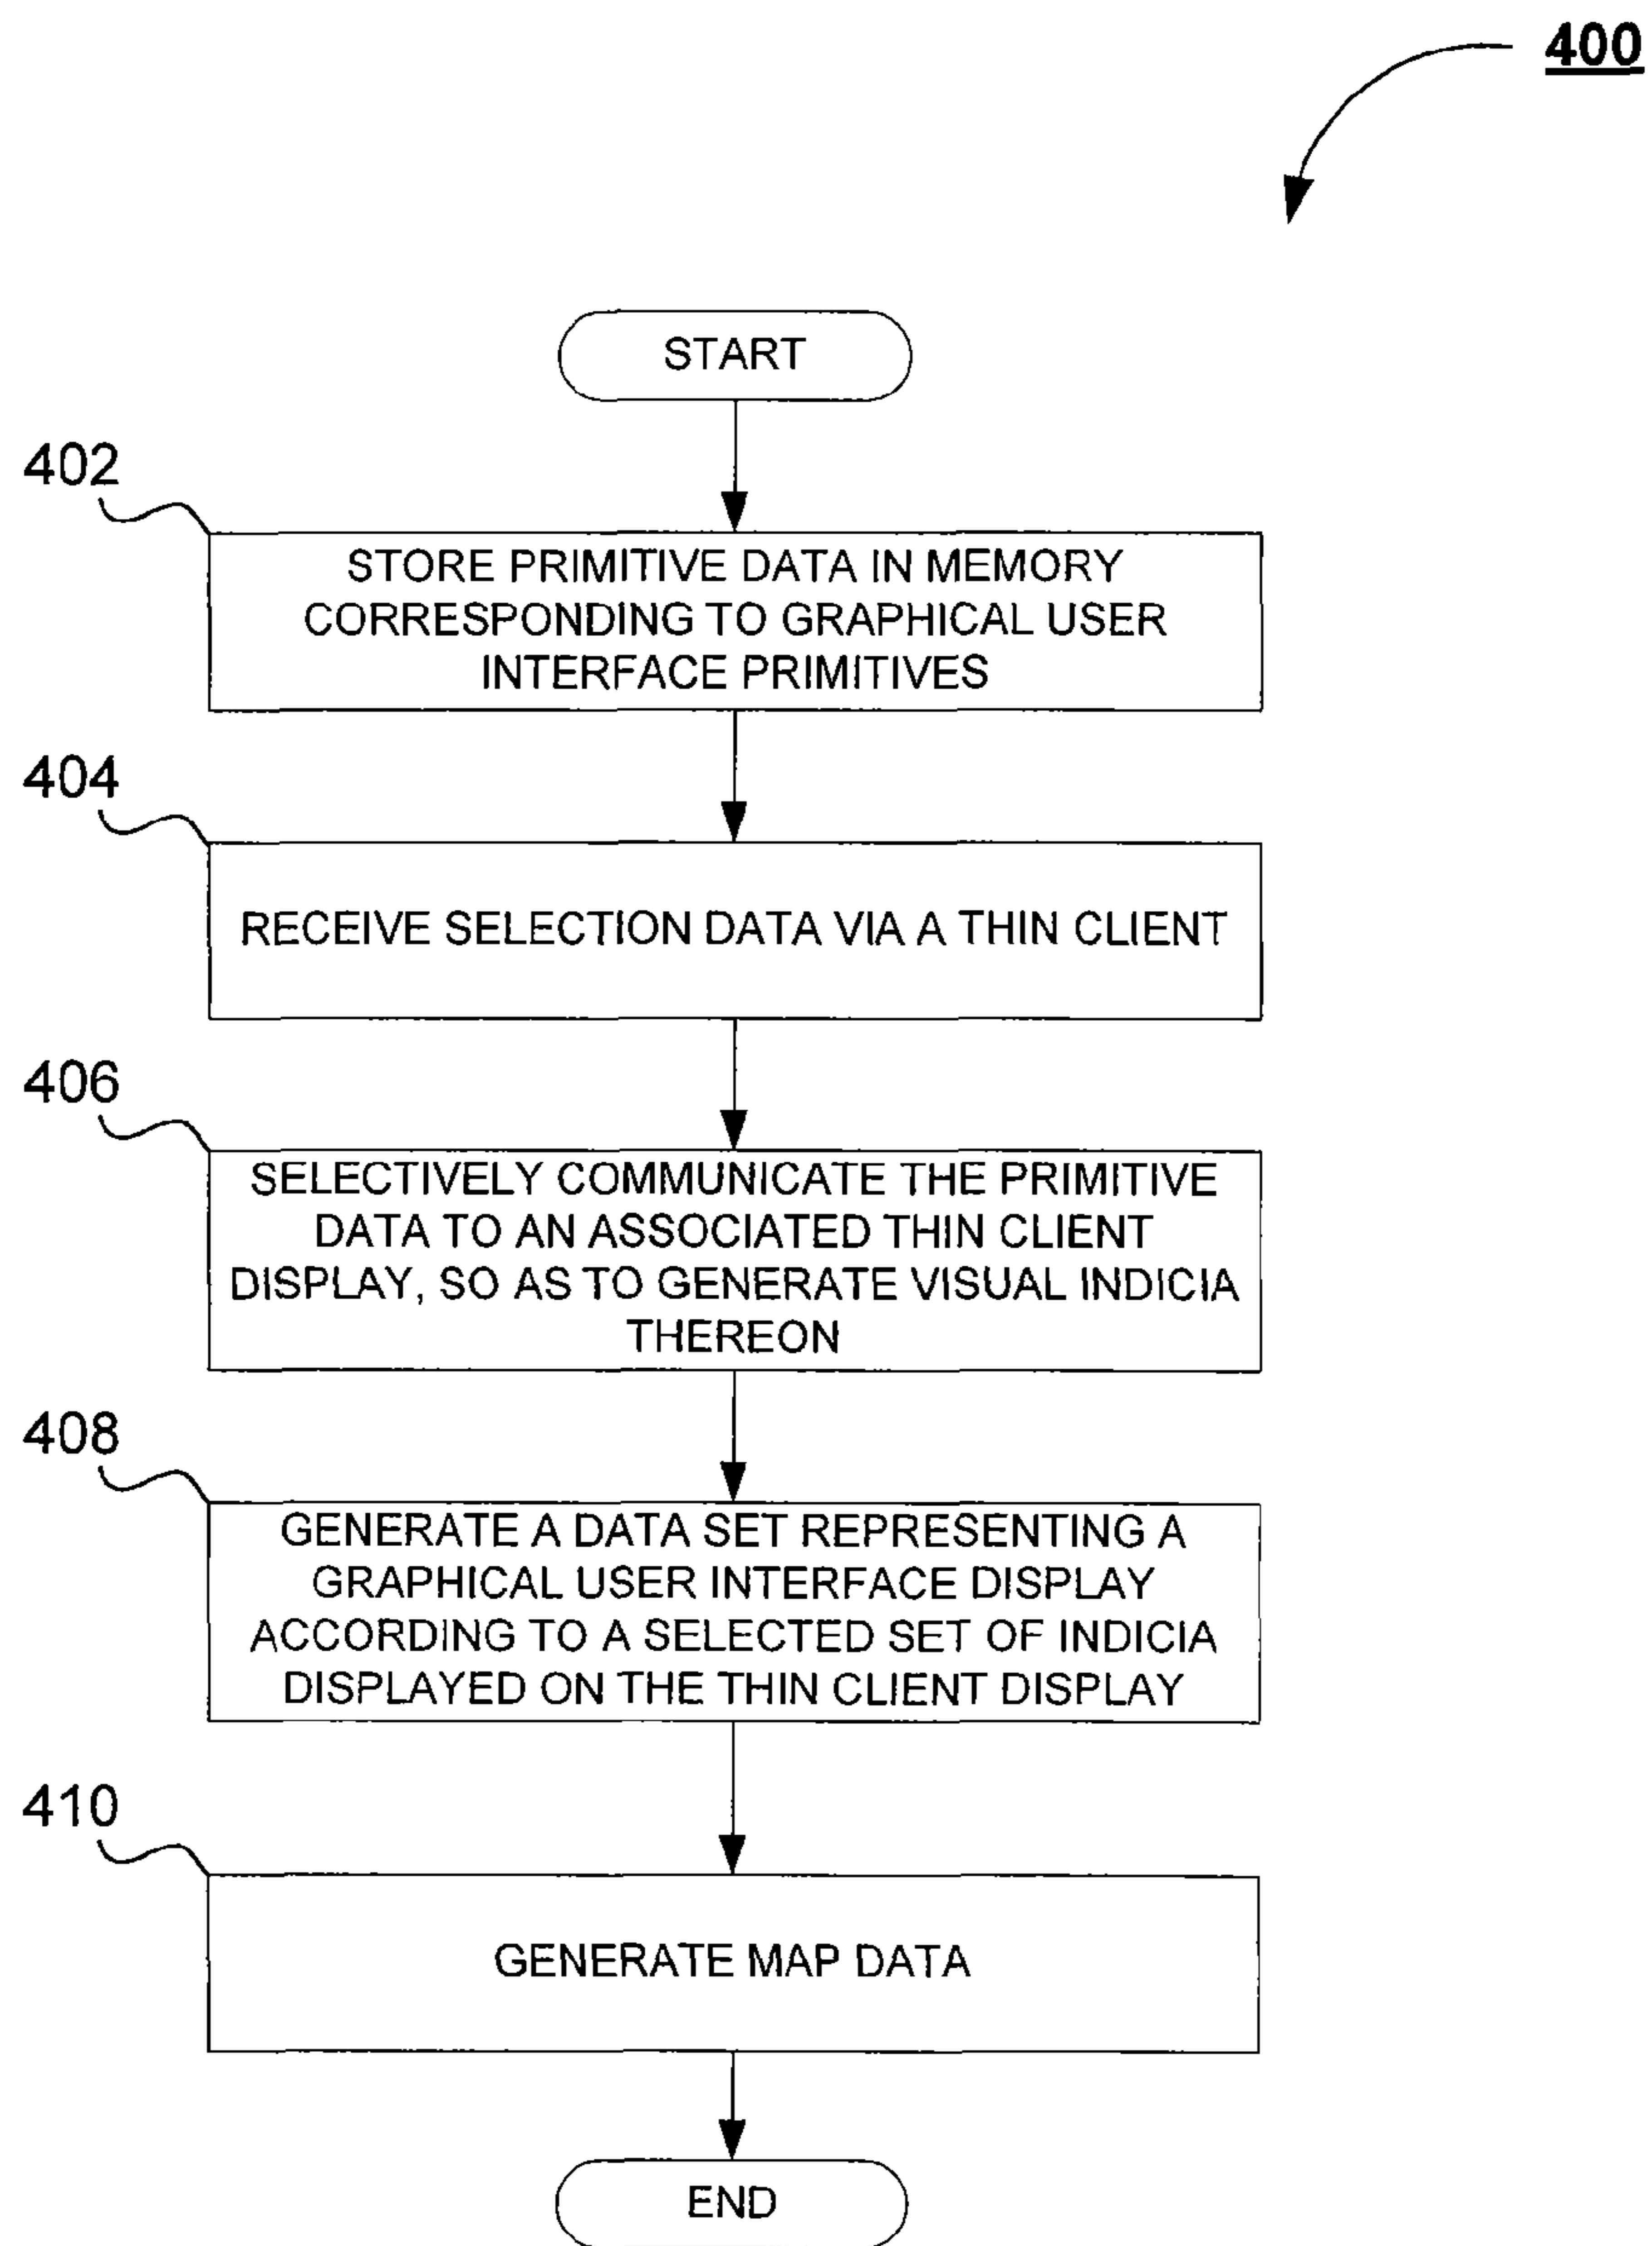 400
START
402
STORE PRIMITIVE DATA IN MEMORY
CORRESPONDING TO GRAPHICAL USER
INTERFACE PRIMITIVES
404
RECEIVE SELECTION DATA VIA A THIN CLIENT
406
SELECTIVELY COMMUNICATE THE PRIMITIVE
DATA TO AN ASSOCIATED THIN CLIENT
DISPLAY, SO AS TO GENERATE VISUAL INDICIA
THEREON
408
GENERATE A DATA SET REPRESENTING A
GRAPHICAL USER INTERFACE DISPLAY
ACCORDING TO A SELECTED SET OF INDICIA
DISPLAYED ON THE THIN CLIENT DISPLAY
410
GENERATE MAP DATA
END